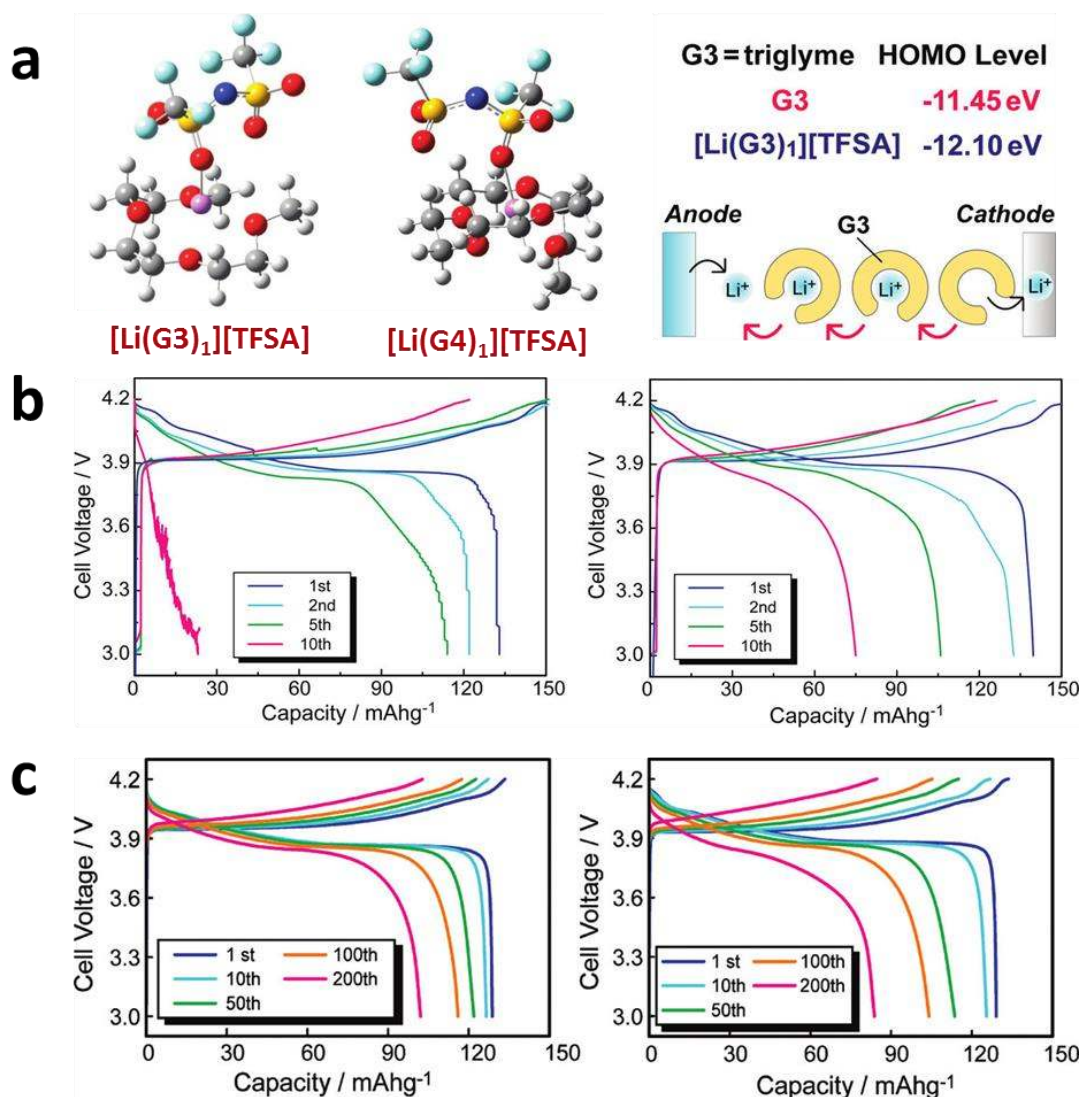 a
G3 = triglyme HOMO Level
G3 -11.45 eV
[Li(G3)1][TFSA] -12.10 eV
Anode
Cathode
G3
Li+ Li+ Li+ Li+
[Li(G3)1][TFSA]
[Li(G4)1][TFSA]
b
4.2
3.9
3.6
3.3
3.0
Cell Voltage / V
1st
2nd
5th
10th
0 30 60 90 120 150
Capacity / mAhg-1
4.2
3.9
3.6
3.3
3.0
Cell Voltage / V
1st
2nd
5th
10th
0 30 60 90 120 150
Capacity / mAhg-1
c
4.2
3.9
3.6
3.3
3.0
Cell Voltage / V
1 st 100th
10th 200th
50th
0 30 60 90 120 150
Capacity / mAhg-1
4.2
3.9
3.6
3.3
3.0
Cell Voltage / V
1 st 100th
10th 200th
50th
0 30 60 90 120 150
Capacity / mAhg-1